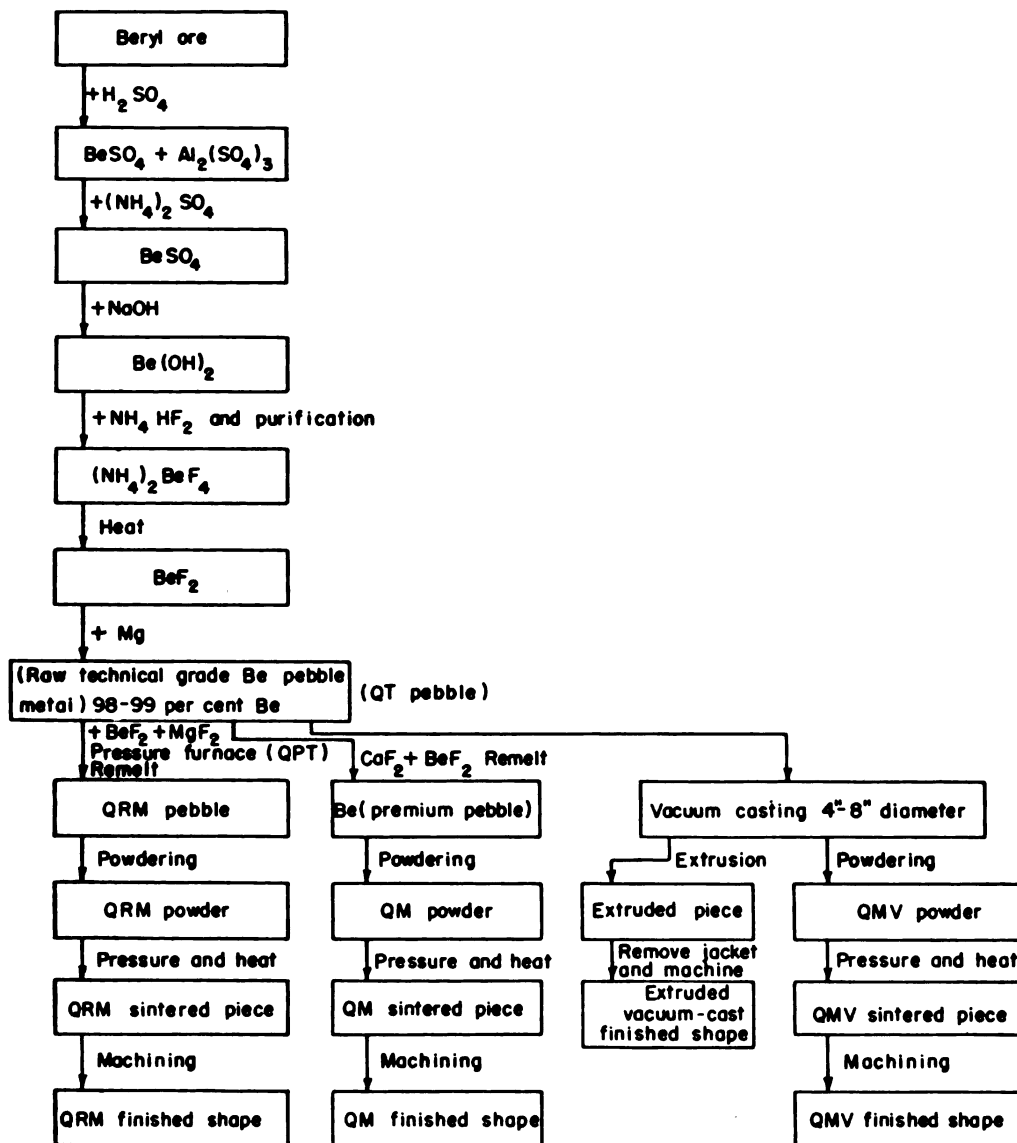 Beryl ore
+H₂SO₄
BeSO₄ + Al₂(SO₄)₃
+(NH₄)₂ SO₄
BeSO₄
+NaOH
Be(OH)₂
+NH₄ HF₂ and purification
(NH₄)₂BeF₄
Heat
BeF₂
+ Mg
(Raw technical grade Be pebble
metal) 98-99 per cent Be
(QT pebble)
+BeF₂+MgF₂
Pressure furnace (QPT)
Remelt
CaF₂+ BeF₂ Remelt
QRM pebble
Be(premium pebble)
Vacuum casting 4"-8" diameter
Powdering
Powdering
Extrusion
Powdering
QRM powder
QM powder
Extruded piece
QMV powder
Pressure and heat
Pressure and heat
Remove jacket
and machine
Pressure and heat
QRM sintered piece
QM sintered piece
Extruded
vacuum-cast
finished shape
QMV sintered piece
Machining
Machining
Machining
QRM finished shape
QM finished shape
QMV finished shape